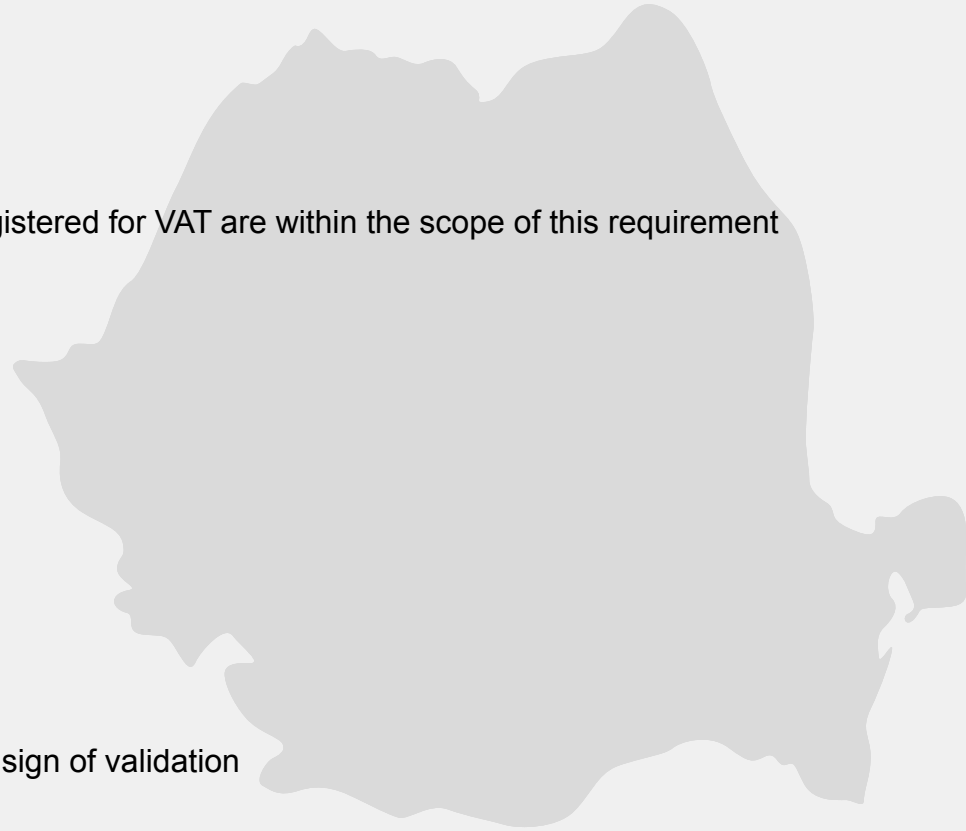 gistered for VAT are within the scope of this requirement
sign of validation